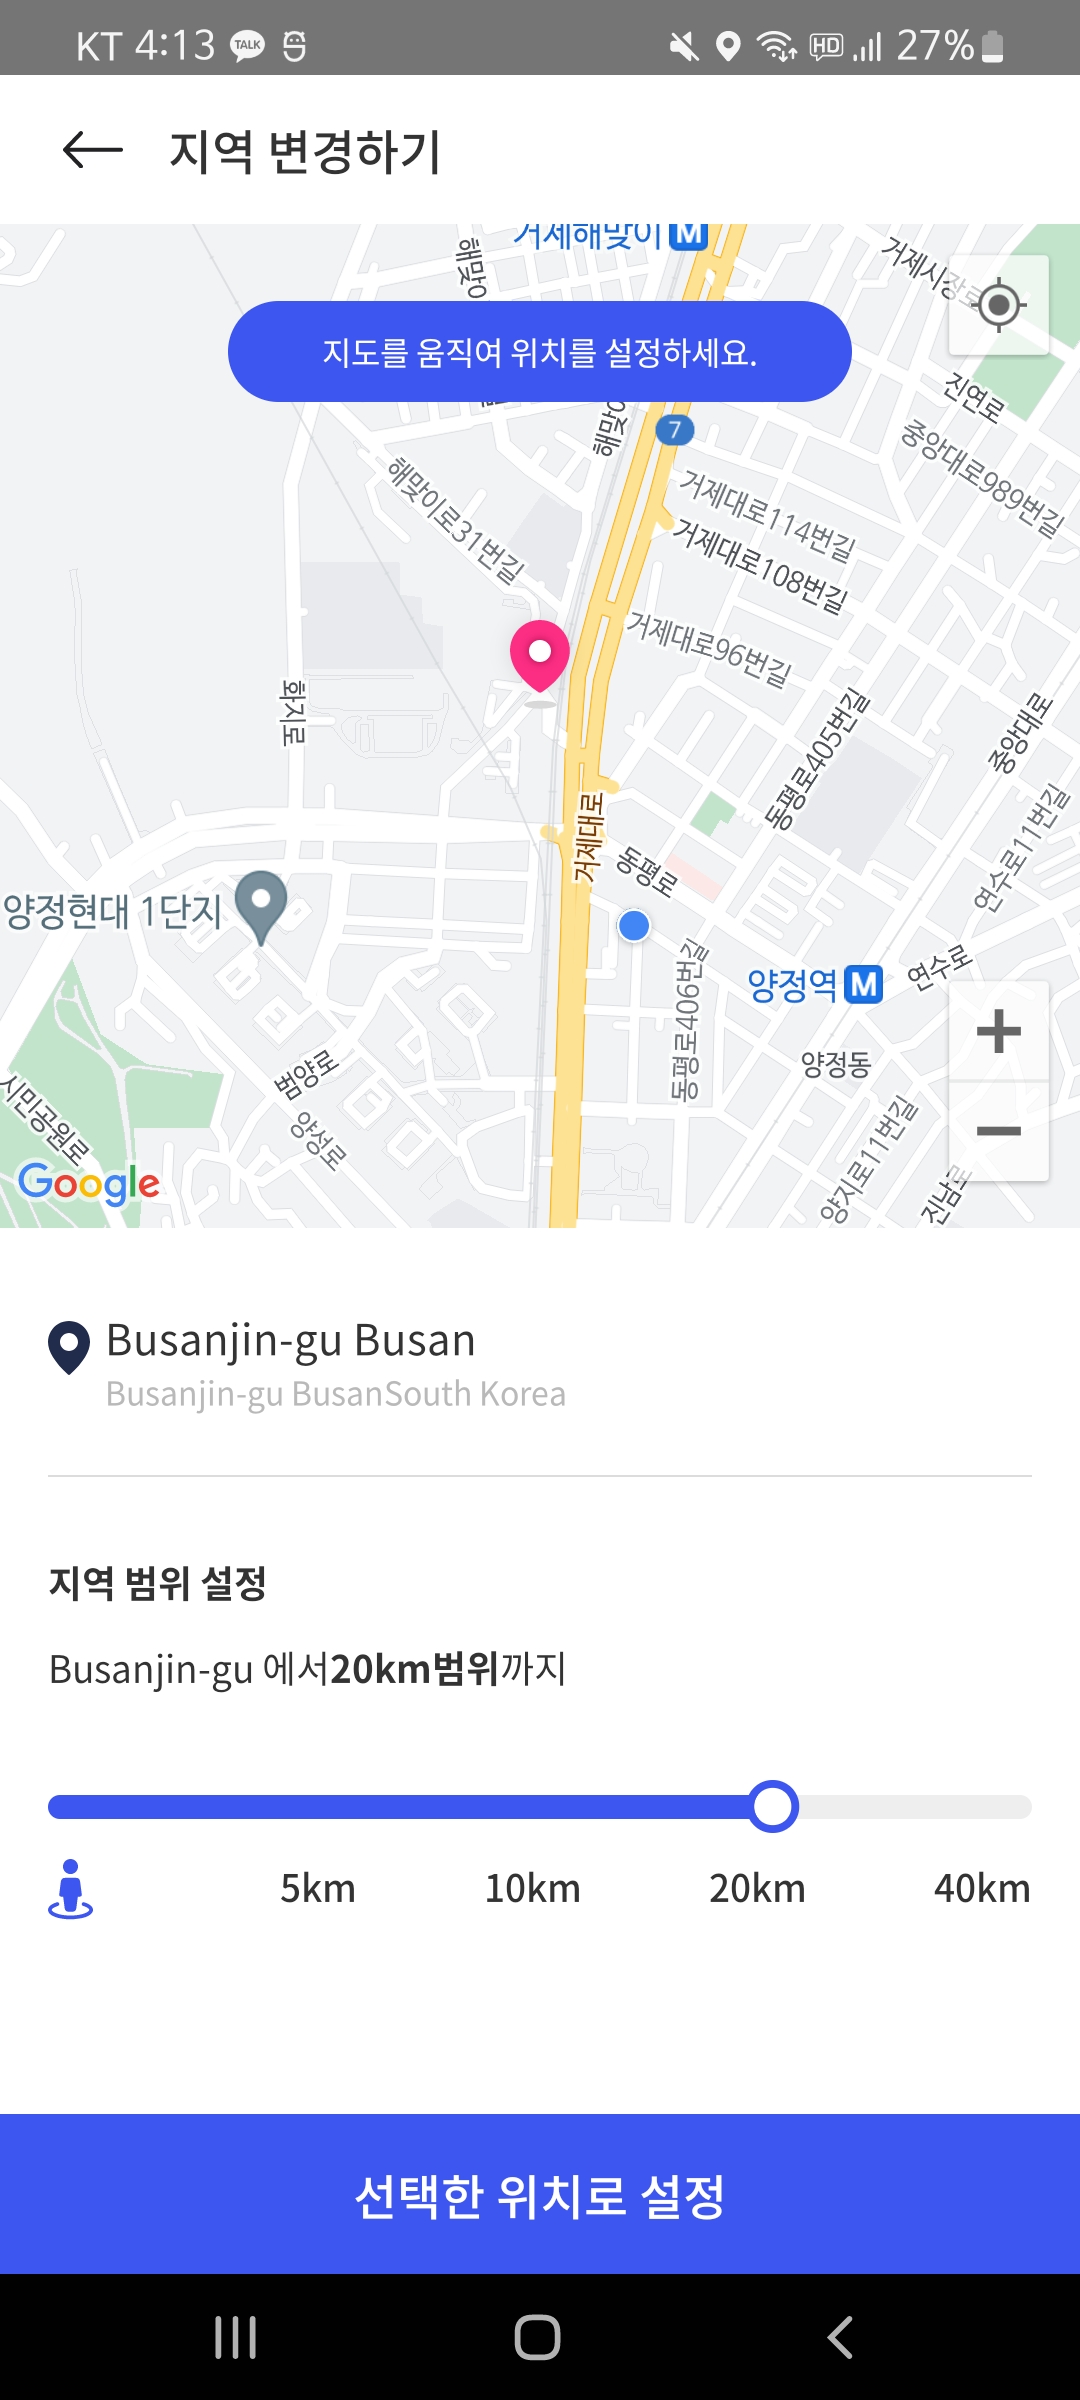 KT 4:13 TALK
HD 27%
지역 변경하기
거제해맞이 M
해맞이
거제시장로
지도를 움직여 위치를 설정하세요.
진연로
해맞이
7
중앙대로989번길
해맞이로31번길
거제대로114번길
거제대로108번길
거제대로96번길
화지로
동평로405번길
중앙대로
연수로11번길
거제대로
동평로
양정현대 1단지
동평로406번길
양정역 M
연수로
양정동
범양로
양성로
시민공원로
양지로11번길
진남로
Google
Busanjin-gu Busan
Busanjin-gu BusanSouth Korea
지역 범위 설정
Busanjin-gu 에서20km범위까지
5km 10km 20km 40km
선택한 위치로 설정